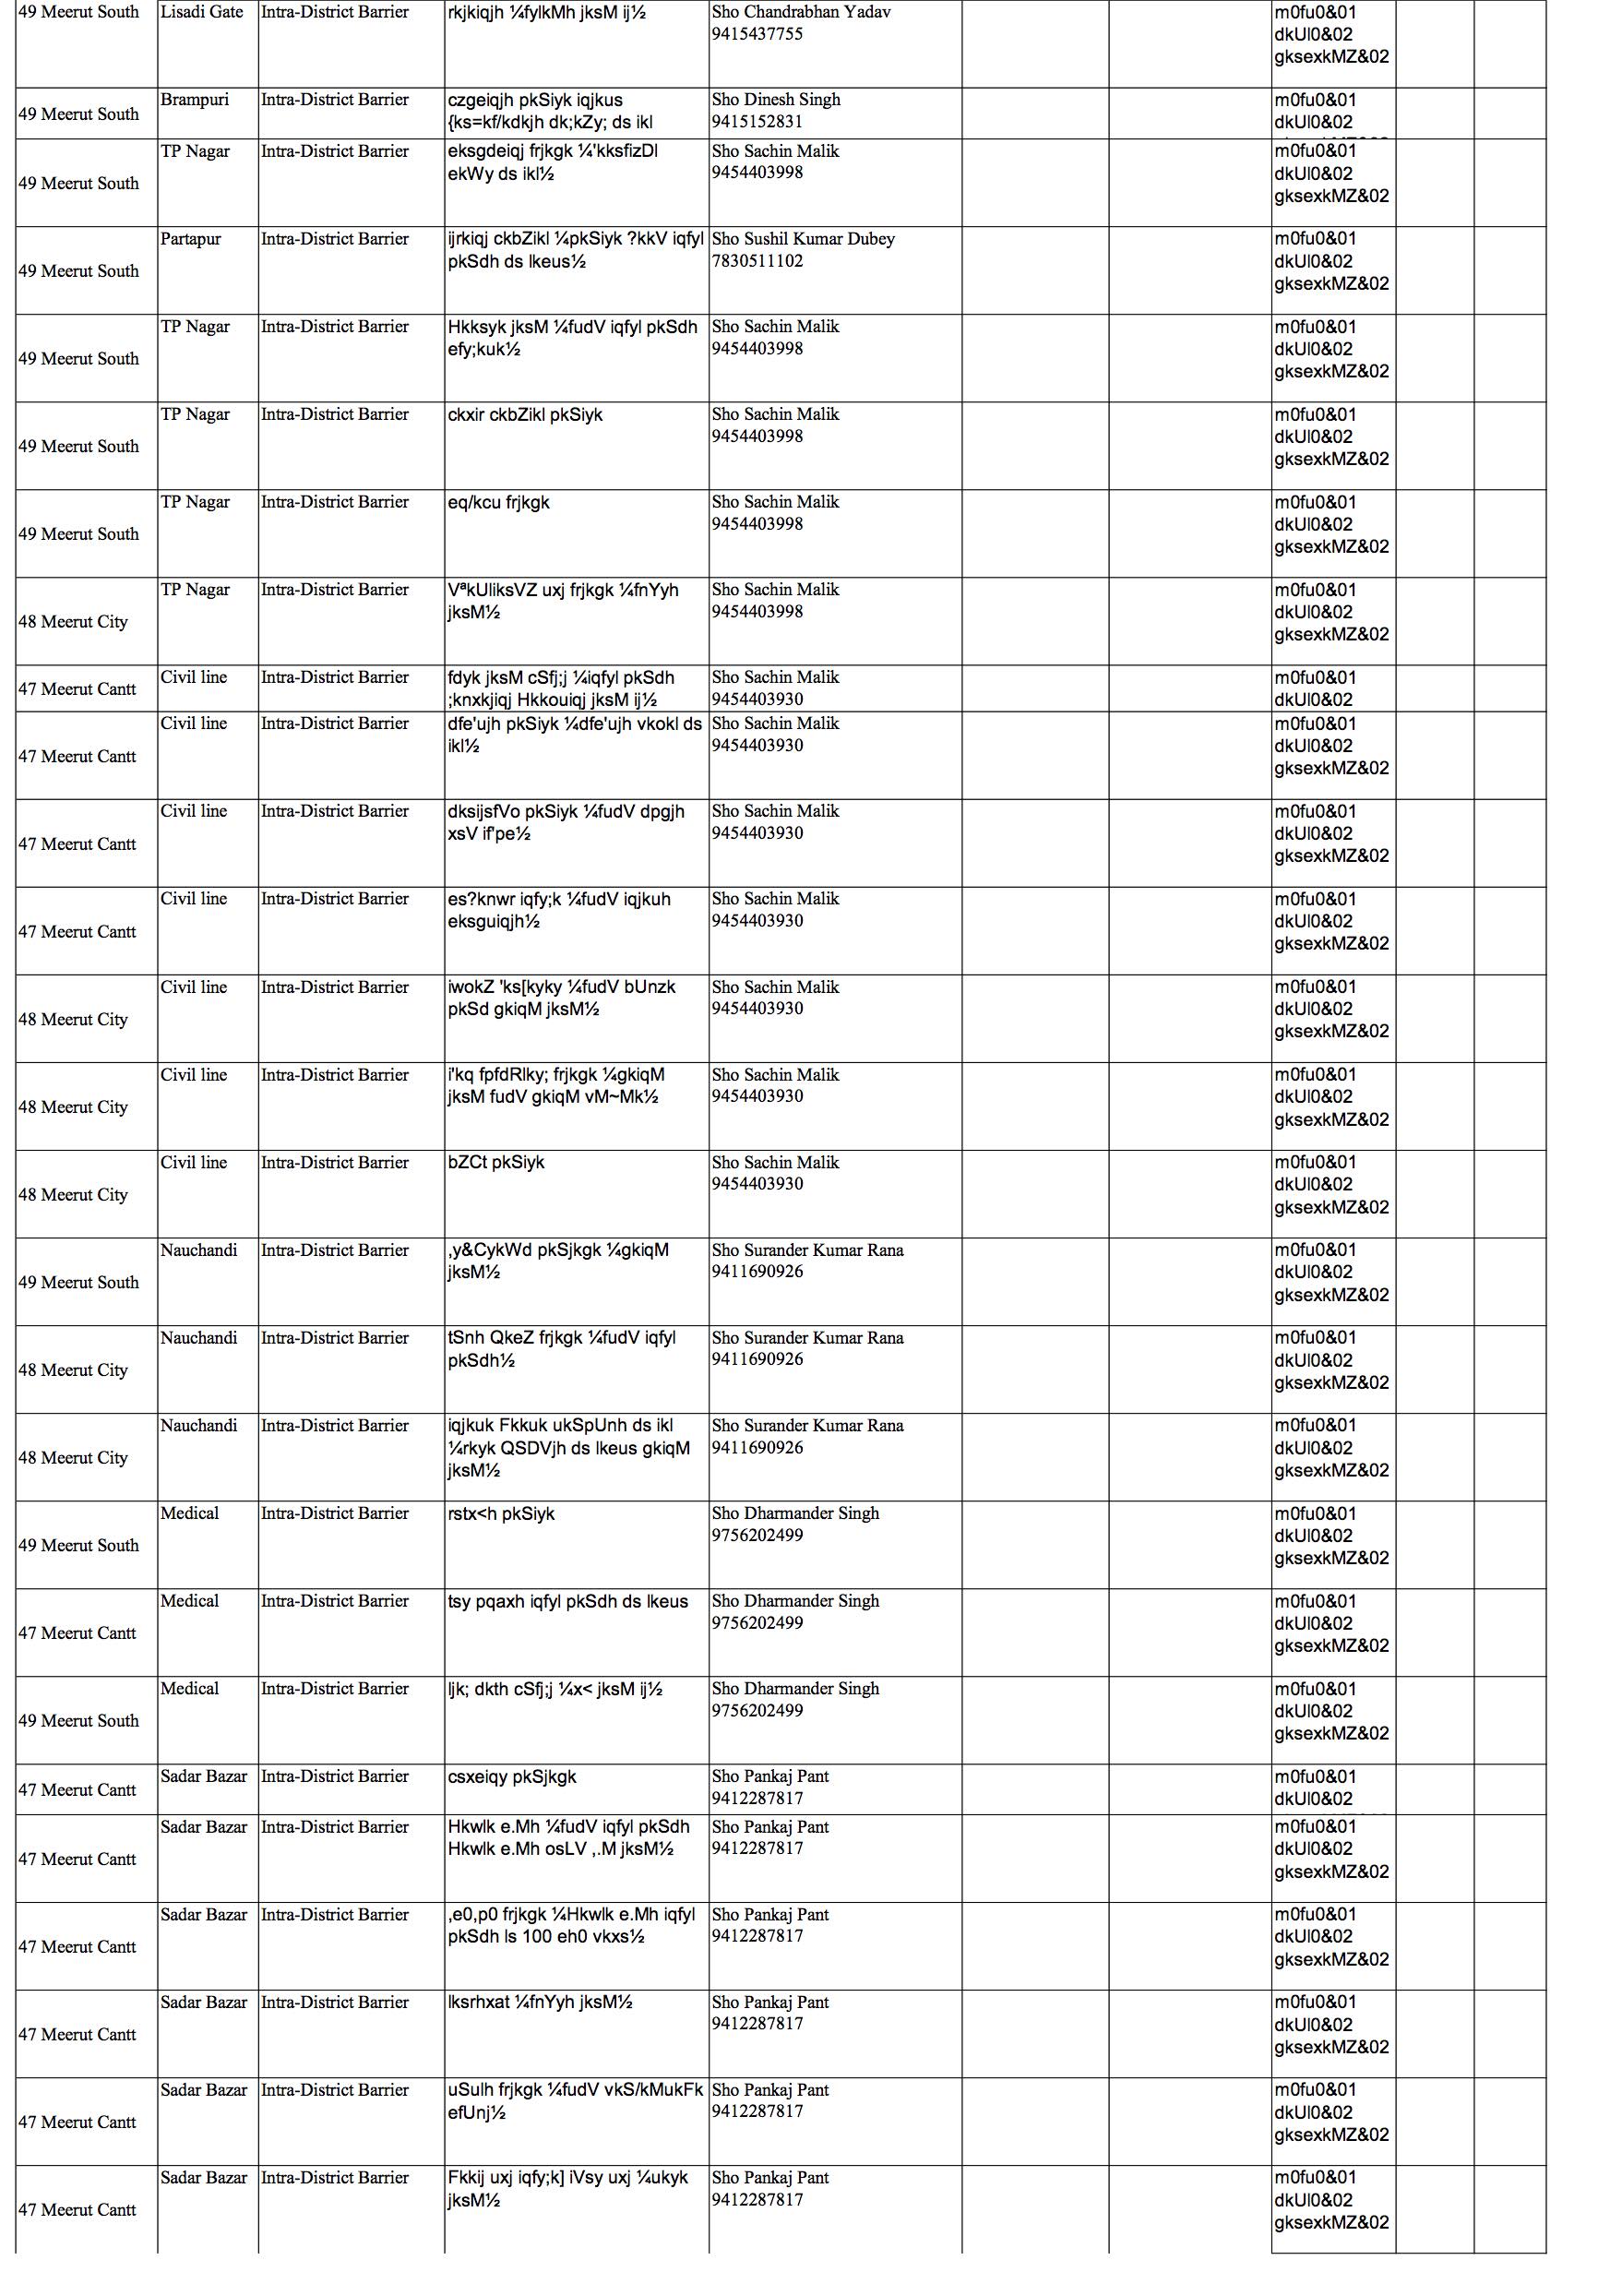 49 Meerut South Lisadi Gate Intra-District Barrier rkjkiqjh ¼fylkMh jksM ij½ Sho Chandrabhan Yadav m0fu0&01
9415437755 dkUl0&02
gksexkMZ&02
49 Meerut South Brampuri Intra-District Barrier czgeiqjh pkSiyk iqjkus Sho Dinesh Singh m0fu0&01
{ks=kf/kdkjh dk;kZy; ds ikl 9415152831 dkUl0&02
49 Meerut South TP Nagar Intra-District Barrier eksgdeiqj frjkgk ¼'kksfizDl Sho Sachin Malik m0fu0&01
ekWy ds ikl½ 9454403998 dkUl0&02
gksexkMZ&02
49 Meerut South Partapur Intra-District Barrier ijrkiqj ckbZikl ¼pkSiyk ?kkV iqfyl Sho Sushil Kumar Dubey m0fu0&01
pkSdh ds lkeus½ 7830511102 dkUl0&02
gksexkMZ&02
49 Meerut South TP Nagar Intra-District Barrier Hkksyk jksM ¼fudV iqfyl pkSdh Sho Sachin Malik m0fu0&01
efy;kuk½ 9454403998 dkUl0&02
gksexkMZ&02
49 Meerut South TP Nagar Intra-District Barrier ckxir ckbZikl pkSiyk Sho Sachin Malik m0fu0&01
9454403998 dkUl0&02
gksexkMZ&02
49 Meerut South TP Nagar Intra-District Barrier eq/kcu frjkgk Sho Sachin Malik m0fu0&01
9454403998 dkUl0&02
gksexkMZ&02
48 Meerut City TP Nagar Intra-District Barrier VªkUliksVZ uxj frjkgk ¼fnYyh Sho Sachin Malik m0fu0&01
jksM½ 9454403998 dkUl0&02
gksexkMZ&02
47 Meerut Cantt Civil line Intra-District Barrier fdyk jksM cSfj;j ¼iqfyl pkSdh Sho Sachin Malik m0fu0&01
;knxkjiqj Hkkouiqj jksM ij½ 9454403930 dkUl0&02
47 Meerut Cantt Civil line Intra-District Barrier dfe'ujh pkSiyk ¼dfe'ujh vkokl ds Sho Sachin Malik m0fu0&01
ikl½ 9454403930 dkUl0&02
gksexkMZ&02
47 Meerut Cantt Civil line Intra-District Barrier dksijsfVo pkSiyk ¼fudV dpgjh Sho Sachin Malik m0fu0&01
xsV if'pe½ 9454403930 dkUl0&02
gksexkMZ&02
47 Meerut Cantt Civil line Intra-District Barrier es?knwr iqfy;k ¼fudV iqjkuh Sho Sachin Malik m0fu0&01
eksguiqjh½ 9454403930 dkUl0&02
gksexkMZ&02
48 Meerut City Civil line Intra-District Barrier iwokZ 'ks[kyky ¼fudV bUnzk Sho Sachin Malik m0fu0&01
pkSd gkiqM jksM½ 9454403930 dkUl0&02
gksexkMZ&02
48 Meerut City Civil line Intra-District Barrier i'kq fpfdRlky; frjkgk ¼gkiqM Sho Sachin Malik m0fu0&01
jksM fudV gkiqM vM~Mk½ 9454403930 dkUl0&02
gksexkMZ&02
48 Meerut City Civil line Intra-District Barrier bZCt pkSiyk Sho Sachin Malik m0fu0&01
9454403930 dkUl0&02
gksexkMZ&02
49 Meerut South Nauchandi Intra-District Barrier ,y&CykWd pkSjkgk ¼gkiqM Sho Surander Kumar Rana m0fu0&01
jksM½ 9411690926 dkUl0&02
gksexkMZ&02
48 Meerut City Nauchandi Intra-District Barrier tSnh QkeZ frjkgk ¼fudV iqfyl Sho Surander Kumar Rana m0fu0&01
pkSdh½ 9411690926 dkUl0&02
gksexkMZ&02
48 Meerut City Nauchandi Intra-District Barrier iqjkuk Fkkuk ukSpUnh ds ikl Sho Surander Kumar Rana m0fu0&01
¼rkyk QSDVjh ds lkeus gkiqM 9411690926 dkUl0&02
jksM½ gksexkMZ&02
49 Meerut South Medical Intra-District Barrier rstx<h pkSiyk Sho Dharmander Singh m0fu0&01
9756202499 dkUl0&02
gksexkMZ&02
47 Meerut Cantt Medical Intra-District Barrier tsy pqaxh iqfyl pkSdh ds lkeus Sho Dharmander Singh m0fu0&01
9756202499 dkUl0&02
gksexkMZ&02
49 Meerut South Medical Intra-District Barrier ljk; dkth cSfj;j ¼x< jksM ij½ Sho Dharmander Singh m0fu0&01
9756202499 dkUl0&02
gksexkMZ&02
47 Meerut Cantt Sadar Bazar Intra-District Barrier csxeiqy pkSjkgk Sho Pankaj Pant m0fu0&01
9412287817 dkUl0&02
47 Meerut Cantt Sadar Bazar Intra-District Barrier Hkwlk e.Mh ¼fudV iqfyl pkSdh Sho Pankaj Pant m0fu0&01
Hkwlk e.Mh osLV ,.M jksM½ 9412287817 dkUl0&02
gksexkMZ&02
47 Meerut Cantt Sadar Bazar Intra-District Barrier ,e0,p0 frjkgk ¼Hkwlk e.Mh iqfyl Sho Pankaj Pant m0fu0&01
pkSdh ls 100 eh0 vkxs½ 9412287817 dkUl0&02
gksexkMZ&02
47 Meerut Cantt Sadar Bazar Intra-District Barrier lksrhxat ¼fnYyh jksM½ Sho Pankaj Pant m0fu0&01
9412287817 dkUl0&02
gksexkMZ&02
47 Meerut Cantt Sadar Bazar Intra-District Barrier uSulh frjkgk ¼fudV vkS/kMukFk Sho Pankaj Pant m0fu0&01
efUnj½ 9412287817 dkUl0&02
gksexkMZ&02
47 Meerut Cantt Sadar Bazar Intra-District Barrier Fkkij uxj iqfy;k] iVsy uxj ¼ukyk Sho Pankaj Pant m0fu0&01
jksM½ 9412287817 dkUl0&02
gksexkMZ&02